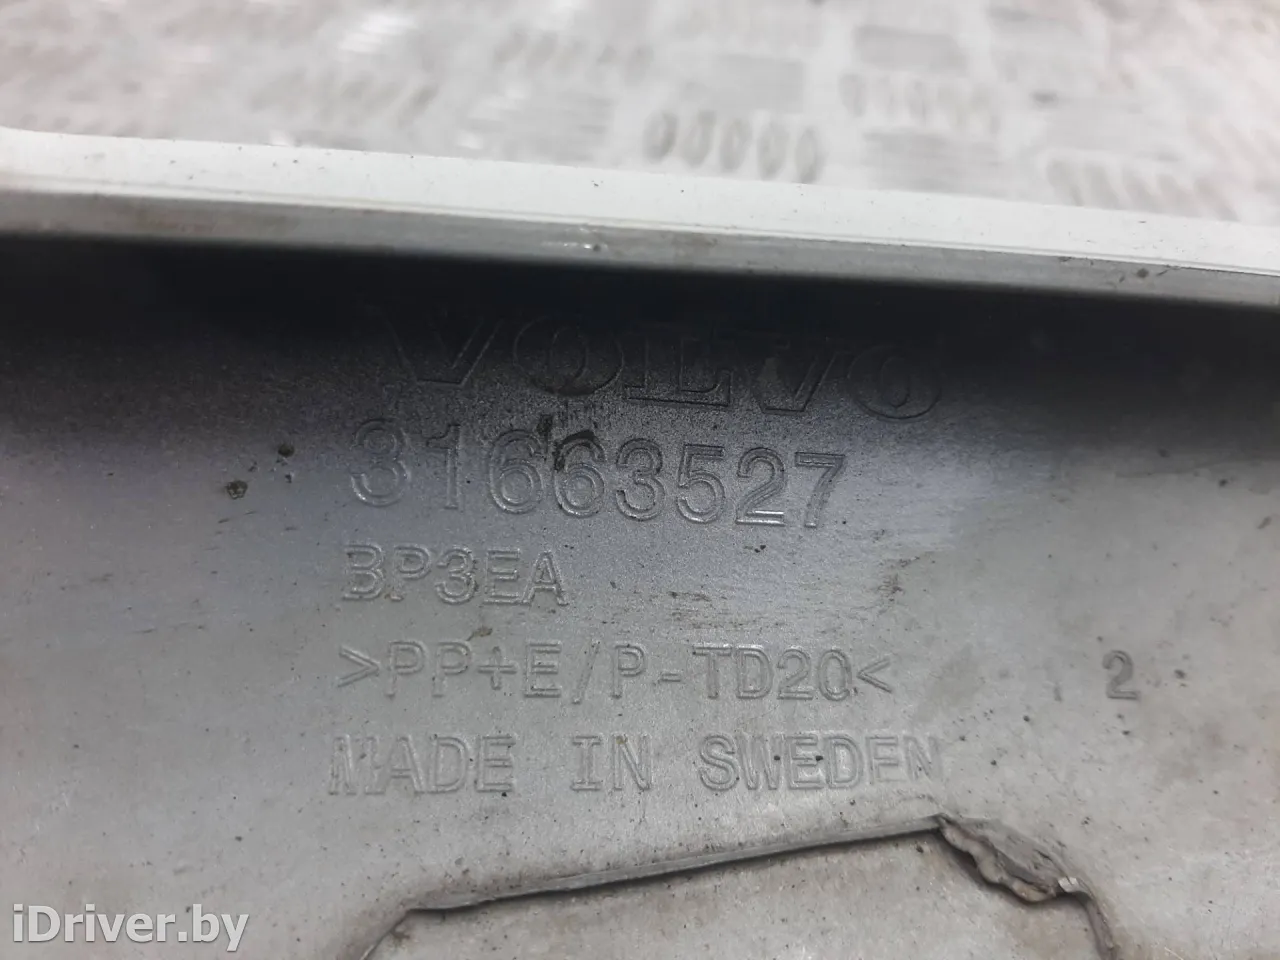 VOLVO
31663527
BP3EA
>PP+E/P-TD20<
2
MADE IN SWEDEN
iDriver.by